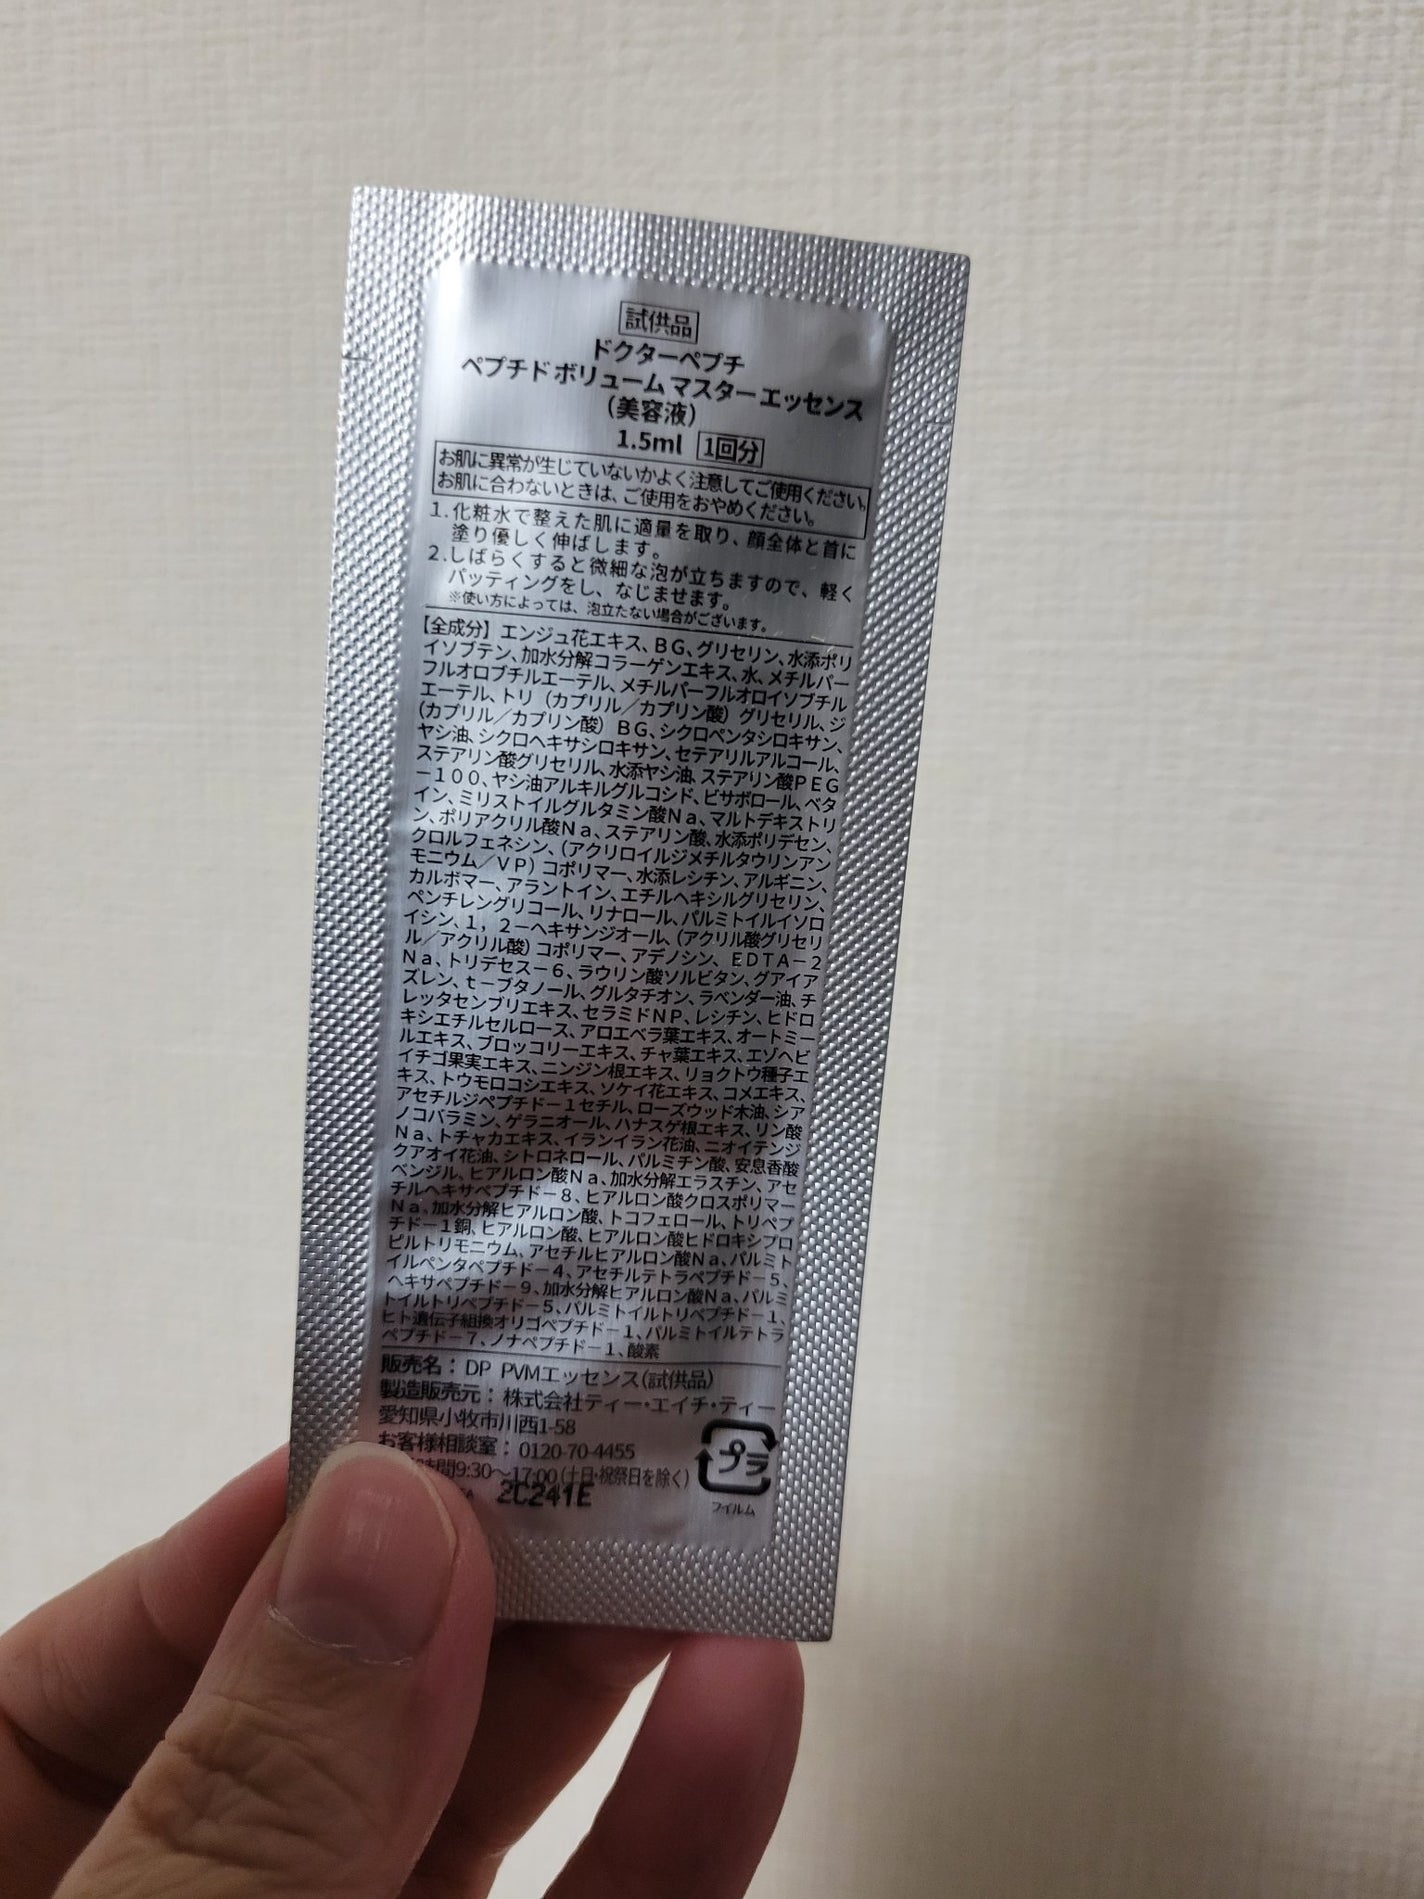 試供品
ドクターペプチ
ペプチド ボリューム マスター エッセンス
（美容液）
1.5ml 1回分
お肌に異常が生じていないかよく注意してご使用ください。
お肌に合わないときは、ご使用をおやめください。
1.化粧水で整えた肌に適量を取り、顔全体と首に
塗り優しく伸ばします。
2.しばらくすると微細な泡が立ちますので、軽く
パッティングをし、なじませます。
※使い方によっては、泡立たない場合がございます。
【全成分】エンジュ花エキス、ＢＧ、グリセリン、水添ポリ
イソブテン、加水分解コラーゲンエキス、水、メチルパー
フルオロブチルエーテル、メチルパーフルオロイソブチル
エーテル、トリ（カプリル／カプリン酸）グリセリル、ジ
（カプリル／カプリン酸）ＢＧ、シクロペンタシロキサン、
ヤシ油、シクロヘキサシロキサン、セテアリルアルコール、
ステアリン酸グリセリル、水添ヤシ油、ステアリン酸ＰＥＧ
－１００、ヤシ油アルキルグルコシド、ビサボロール、ベタ
イン、ミリストイルグルタミン酸Ｎａ、マルトデキストリ
ン、ポリアクリル酸Ｎａ、ステアリン酸、水添ポリデセン、
クロルフェネシン、（アクリロイルジメチルタウリンアン
モニウム／ＶＰ）コポリマー、水添レシチン、アルギニン、
カルボマー、アラントイン、エチルヘキシルグリセリン、
ペンチレングリコール、リナロール、パルミトイルイソロ
イシン、１，２－ヘキサンジオール、（アクリル酸グリセリ
ル／アクリル酸）コポリマー、アデノシン、ＥＤＴＡ－２
Ｎａ、トリデセス－６、ラウリン酸ソルビタン、グアイア
ズレン、ｔ－ブタノール、グルタチオン、ラベンダー油、チ
レッタセンブリエキス、セラミドＮＰ、レシチン、ヒドロ
キシエチルセルロース、アロエベラ葉エキス、オートミー
ルエキス、ブロッコリーエキス、チャ葉エキス、エゾヘビ
イチゴ果実エキス、ニンジン根エキス、リョクトウ種子エ
キス、トウモロコシエキス、ソケイ花エキス、コメエキス、
アセチルジペプチド－１セチル、ローズウッド木油、シア
ノコバラミン、ゲラニオール、ハナスゲ根エキス、リン酸
Ｎａ、トチャカエキス、イランイラン花油、ニオイテンジ
クアオイ花油、シトロネロール、パルミチン酸、安息香酸
ベンジル、ヒアルロン酸Ｎａ、加水分解エラスチン、アセ
チルヘキサペプチド－８、ヒアルロン酸クロスポリマー
Ｎａ、加水分解ヒアルロン酸、トコフェロール、トリペプ
チド－１銅、ヒアルロン酸、ヒアルロン酸ヒドロキシプロ
ピルトリモニウム、アセチルヒアルロン酸Ｎａ、パルミト
イルペンタペプチド－４、アセチルテトラペプチド－５、
ヘキサペプチド－９、加水分解ヒアルロン酸Ｎａ、パルミ
トイルトリペプチド－５、パルミトイルトリペプチド－１、
ヒト遺伝子組換オリゴペプチド－１、パルミトイルテトラ
ペプチド－７、ノナペプチド－１、酸素
販売名：DP PVMエッセンス(試供品)
製造販売元：株式会社ティー・エイチ・ティー
愛知県小牧市川西1-58
お客様相談室：0120-70-4455
時間9:30～17:00(土日・祝祭日を除く)
2C241E
プラ
フイルム